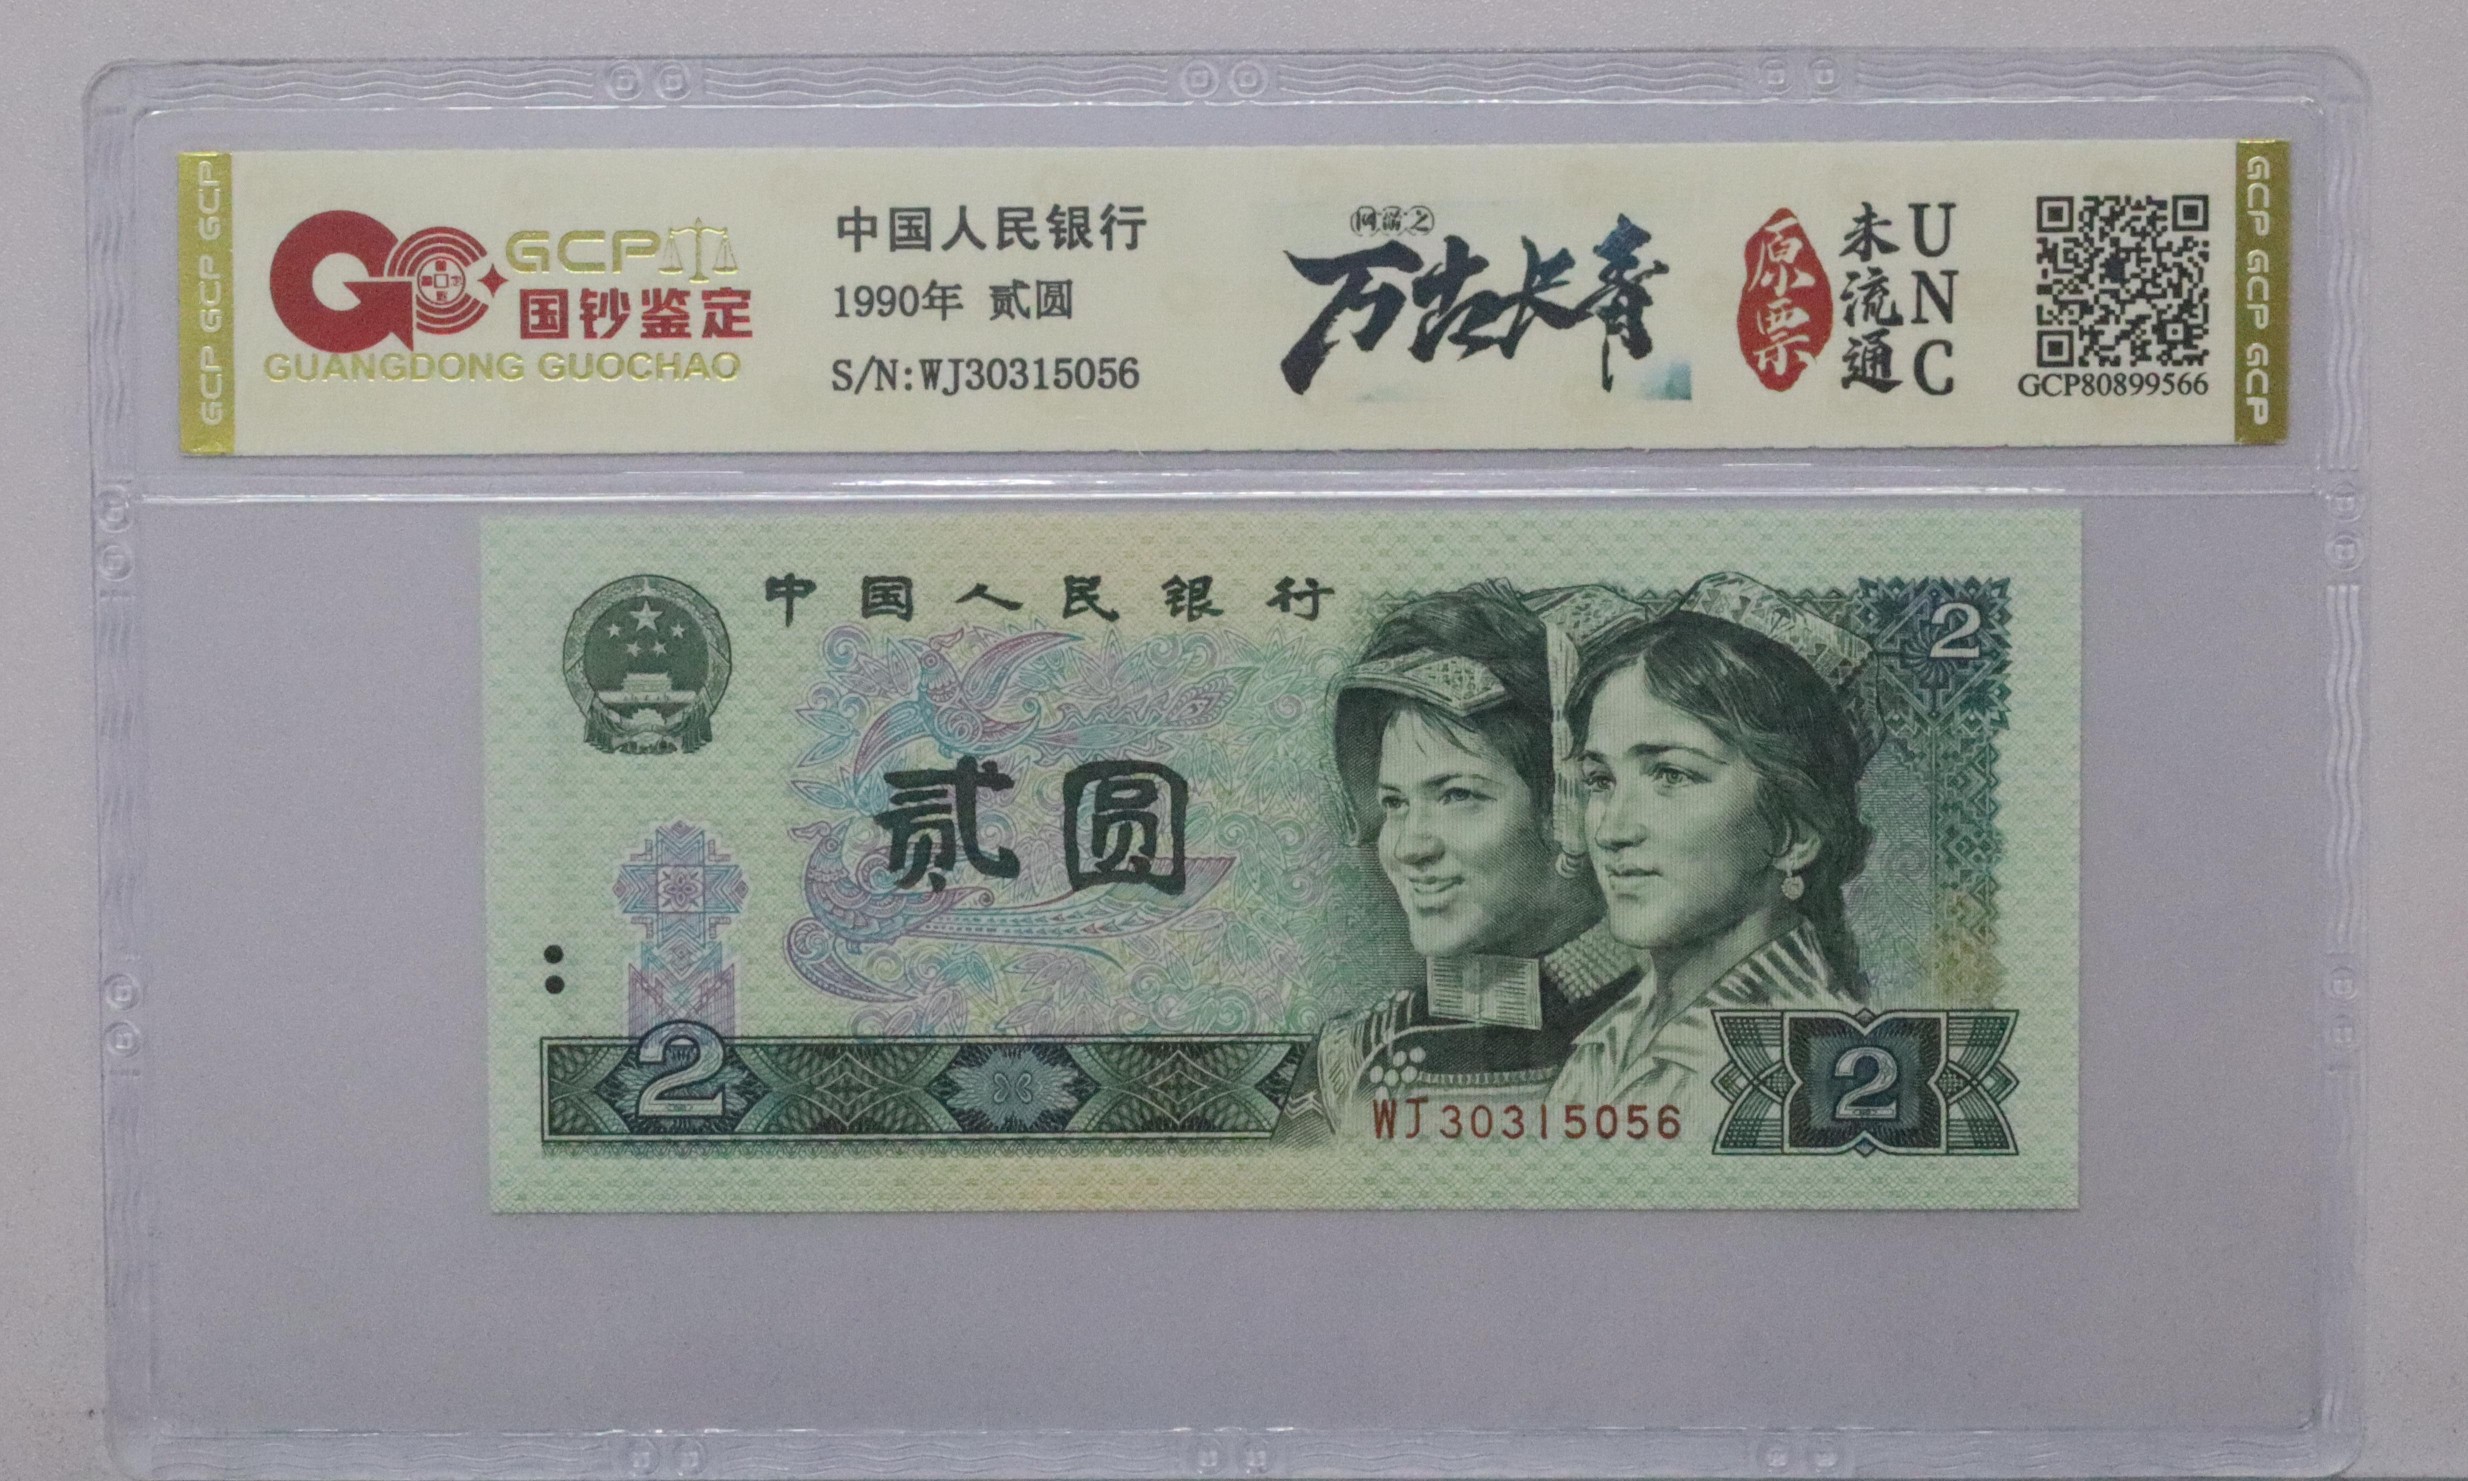 GCP GCP GCP
GCP
国钞鉴定
GUANGDONG GUOCHAO
中国人民银行
1990年 贰圆
S/N:WJ30315056
万古长青
原票
未流通
UNC
GCP80899566
GCP GCP GCP
中国人民银行
2
贰圆
2
WJ30315056
2